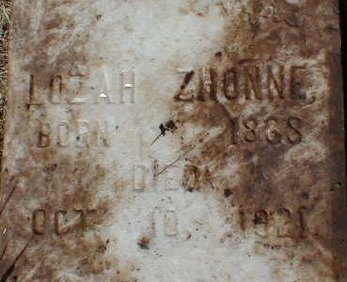 LOZAH ZHONNE
BORN 1868
DIED
OCT 10, 1921.